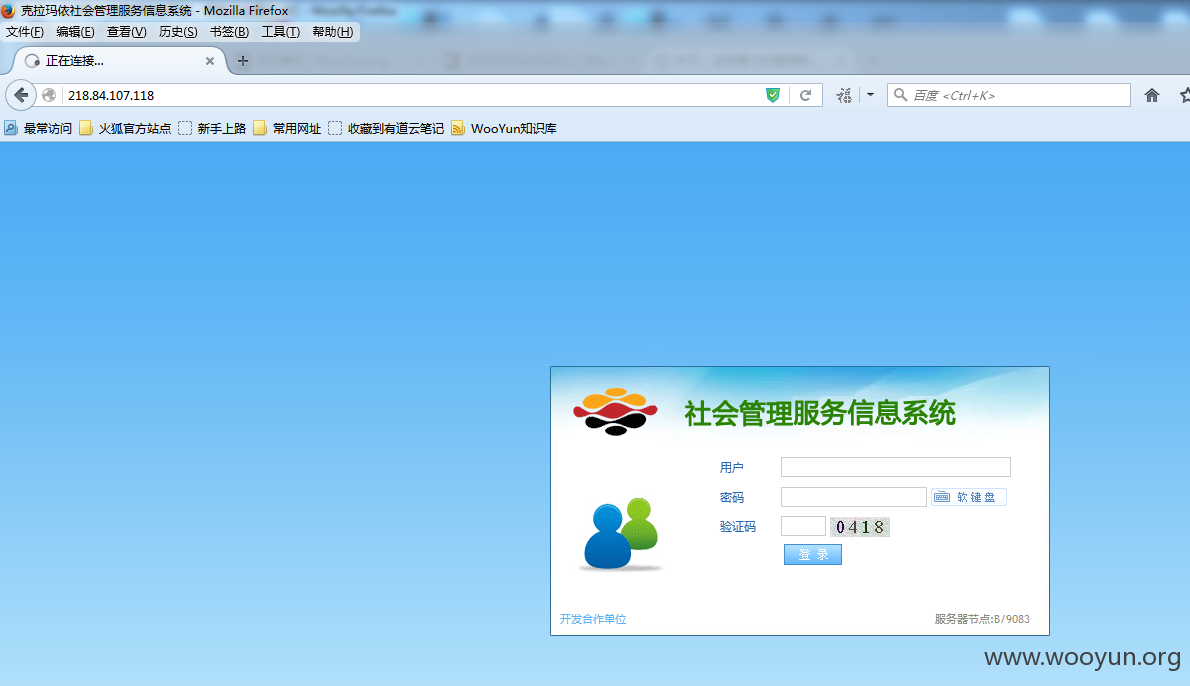 克拉玛依社会管理服务信息系统 - Mozilla Firefox
文件(F) 编辑(E) 查看(V) 历史(S) 书签(B) 工具(T) 帮助(H)
正在连接...
218.84.107.118
百度 <Ctrl+K>
最常访问 火狐官方站点 新手上路 常用网址 收藏到有道云笔记 WooYun知识库
社会管理服务信息系统
用户
密码 软键盘
验证码 0418
登 录
开发合作单位 服务器节点:B/9083
www.wooyun.org